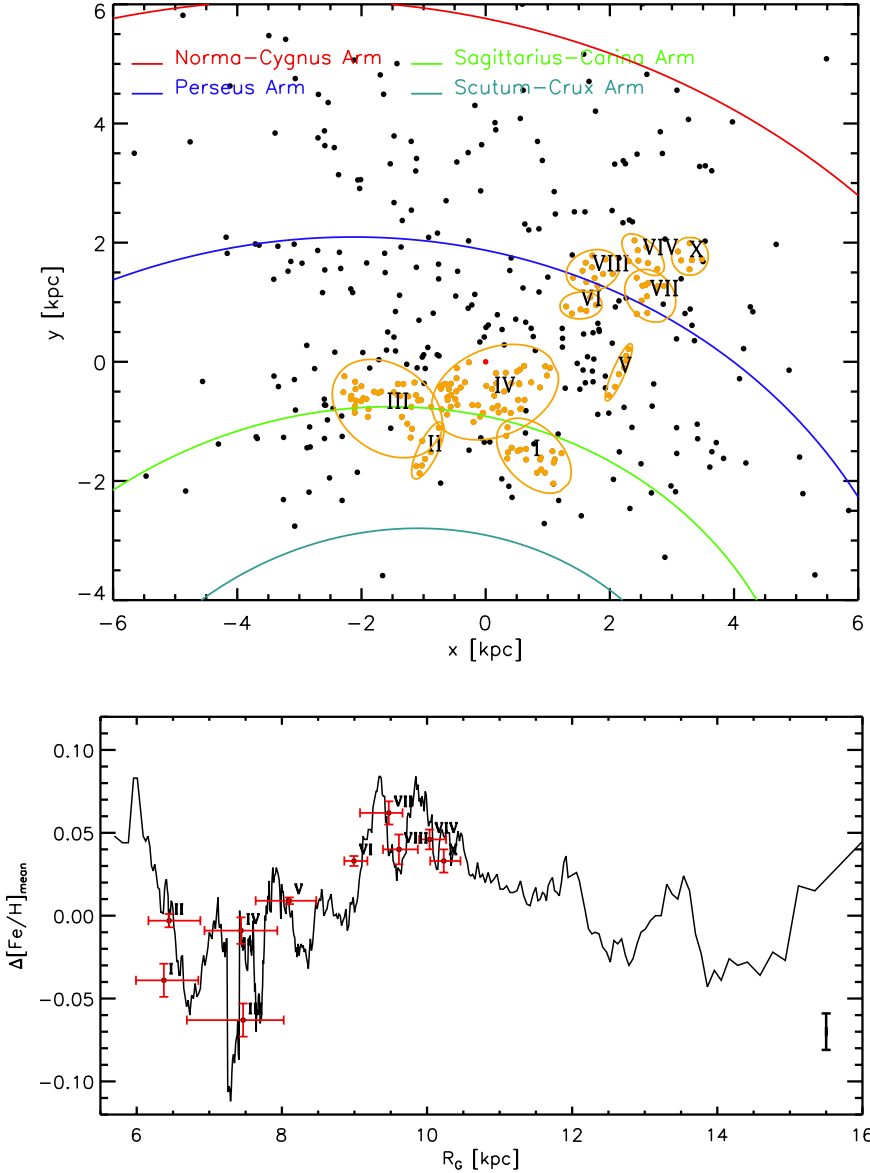 Norma-Cygnus Arm Sagittarius-Carina Arm
Perseus Arm Scutum-Crux Arm
6
4
2
0
-2
-4
y [kpc]
VIII VIV X
VI VII
V
III IV
II I
-6 -4 -2 0 2 4 6
x [kpc]
0.10
0.05
0.00
-0.05
-0.10
Δ[Fe/H]mean
VII
VIV
VI VIII X
V
II IV
I
III
6 8 10 12 14 16
RG [kpc]